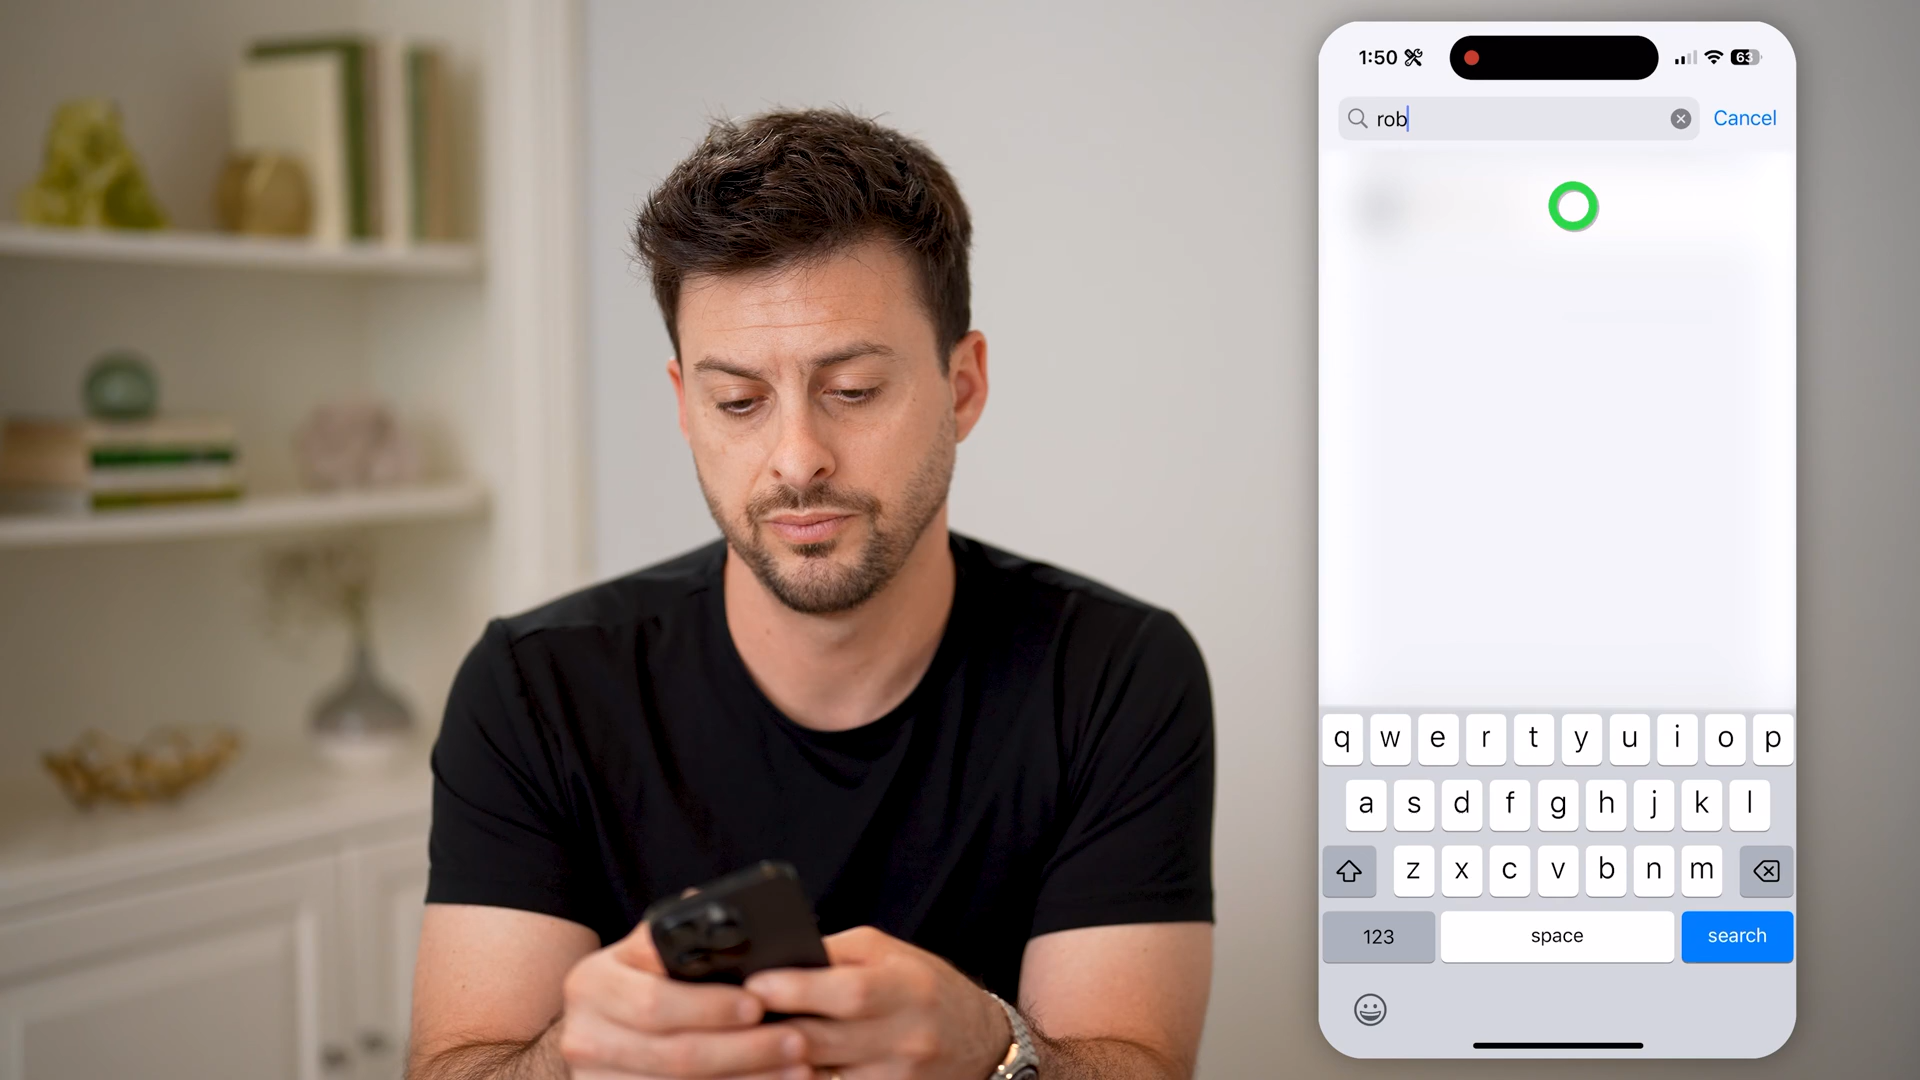 1:50
63
rob
Cancel
q w e r t y u i o p
a s d f g h j k l
z x c v b n m
123 space search